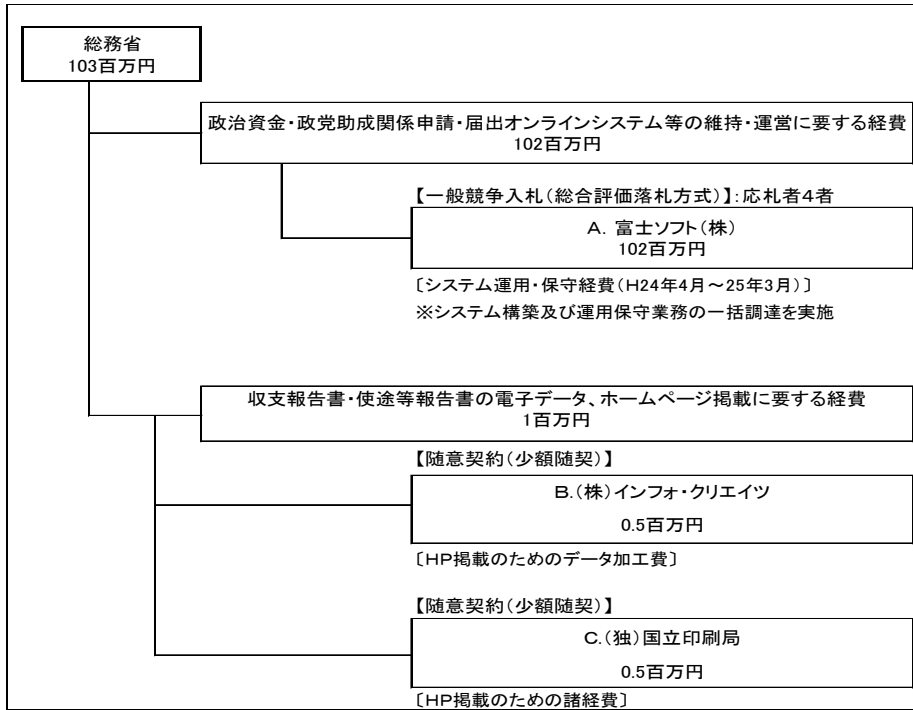 総務省
103百万円
政治資金・政党助成関係申請・届出オンラインシステム等の維持・運営に要する経費
102百万円
【一般競争入札（総合評価落札方式）】：応札者４者
A. 富士ソフト（株）
102百万円
〔システム運用・保守経費（H24年4月～25年3月）〕
※システム構築及び運用保守業務の一括調達を実施
収支報告書・使途等報告書の電子データ、ホームページ掲載に要する経費
1百万円
【随意契約（少額随契）】
B.（株）インフォ・クリエイツ
0.5百万円
〔HP掲載のためのデータ加工費〕
【随意契約（少額随契）】
C.（独）国立印刷局
0.5百万円
〔HP掲載のための諸経費〕